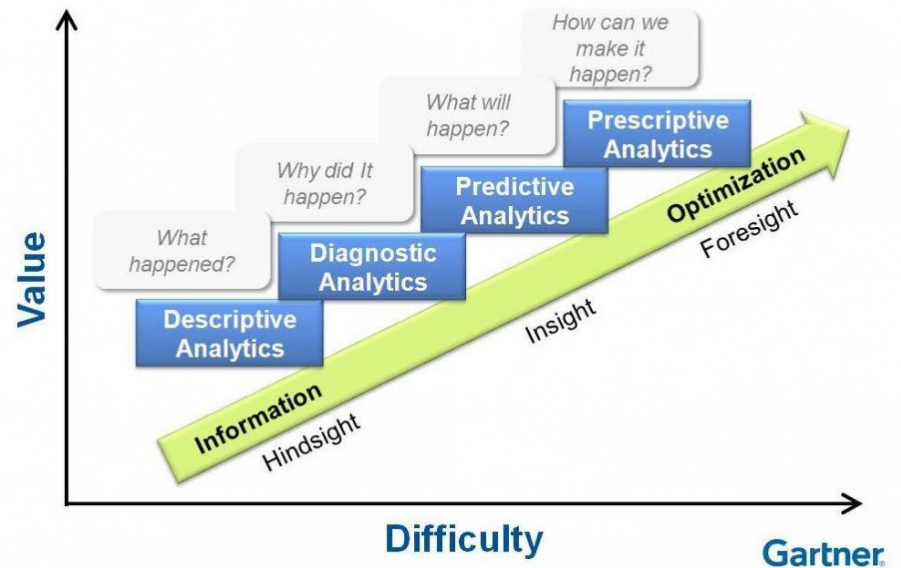 How can we
make it
happen?
What will
happen?
Prescriptive
Analytics
Why did It
happen?
Predictive
Analytics
What
happened?
Diagnostic
Analytics
Descriptive
Analytics
Value
Information
Optimization
Hindsight
Insight
Foresight
Difficulty
Gartner